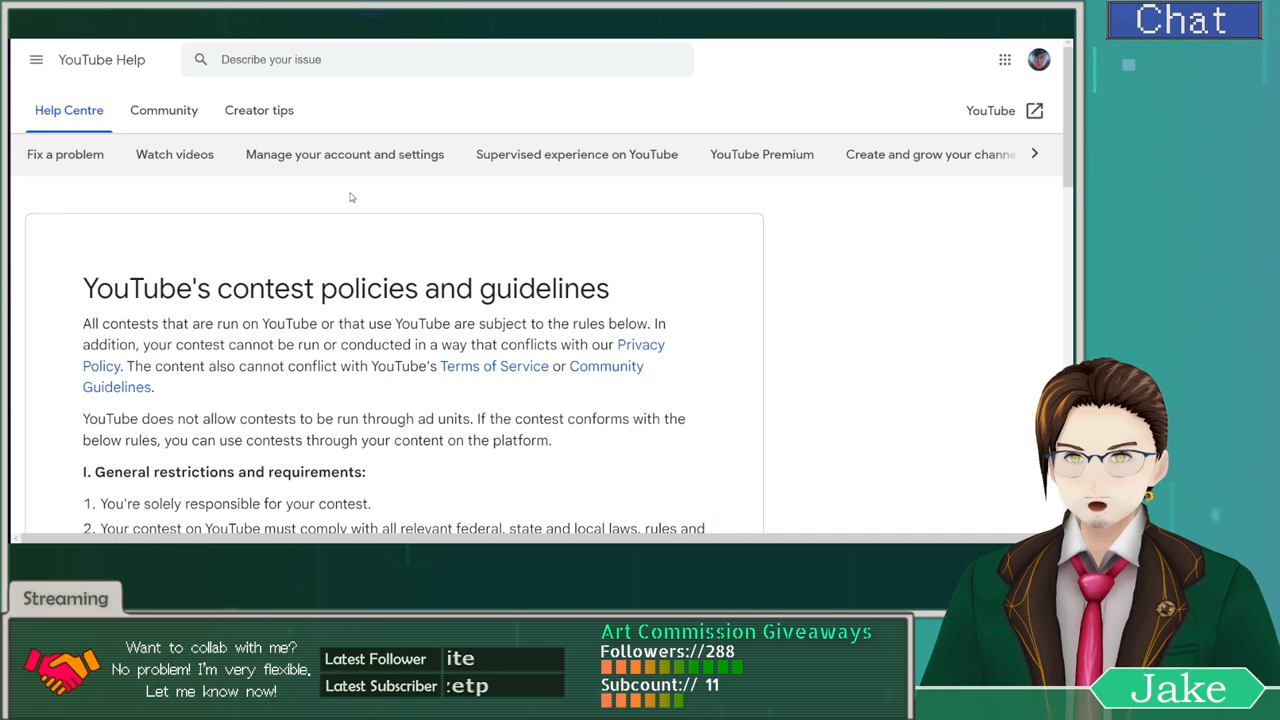 Chat
YouTube Help
Describe your issue
Help Centre
Community
Creator tips
YouTube
Fix a problem
Watch videos
Manage your account and settings
Supervised experience on YouTube
YouTube Premium
Create and grow your channe
YouTube's contest policies and guidelines
All contests that are run on YouTube or that use YouTube are subject to the rules below. In
addition, your contest cannot be run or conducted in a way that conflicts with our Privacy
Policy. The content also cannot conflict with YouTube's Terms of Service or Community
Guidelines.
YouTube does not allow contests to be run through ad units. If the contest conforms with the
below rules, you can use contests through your content on the platform.
I. General restrictions and requirements:
1. You're solely responsible for your contest.
2. Your contest on YouTube must comply with all relevant federal, state and local laws, rules and
Streaming
Want to collab with me?
No problem! I'm very flexible.
Let me know now!
Latest Follower
ite
Latest Subscriber
:etp
Art Commission Giveaways
Followers://288
Subcount:// 11
Jake